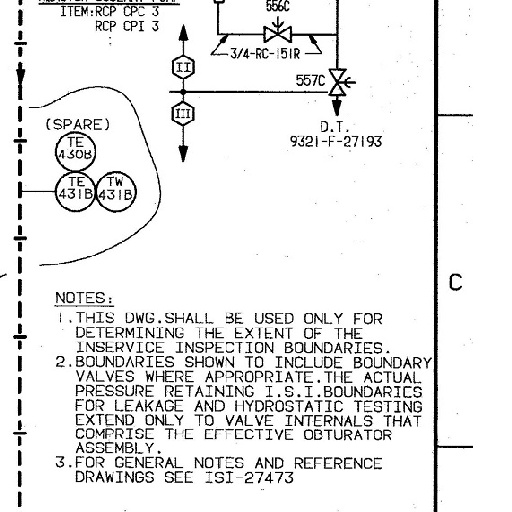 ITEM:RCP CPC 3
RCP CPI 3
556C
3/4-RC-151R
II
557C
III
D.T.
9321-F-27193
(SPARE)
TE
430B
TE
431B
TW
431B
C
NOTES:
1.THIS DWG.SHALL BE USED ONLY FOR
DETERMINING THE EXTENT OF THE
INSERVICE INSPECTION BOUNDARIES.
2.BOUNDARIES SHOWN TO INCLUDE BOUNDARY
VALVES WHERE APPROPRIATE.THE ACTUAL
PRESSURE RETAINING I.S.I.BOUNDARIES
FOR LEAKAGE AND HYDROSTATIC TESTING
EXTEND ONLY TO VALVE INTERNALS THAT
COMPRISE THE EFFECTIVE OBTURATOR
ASSEMBLY.
3.FOR GENERAL NOTES AND REFERENCE
DRAWINGS SEE ISI-27473